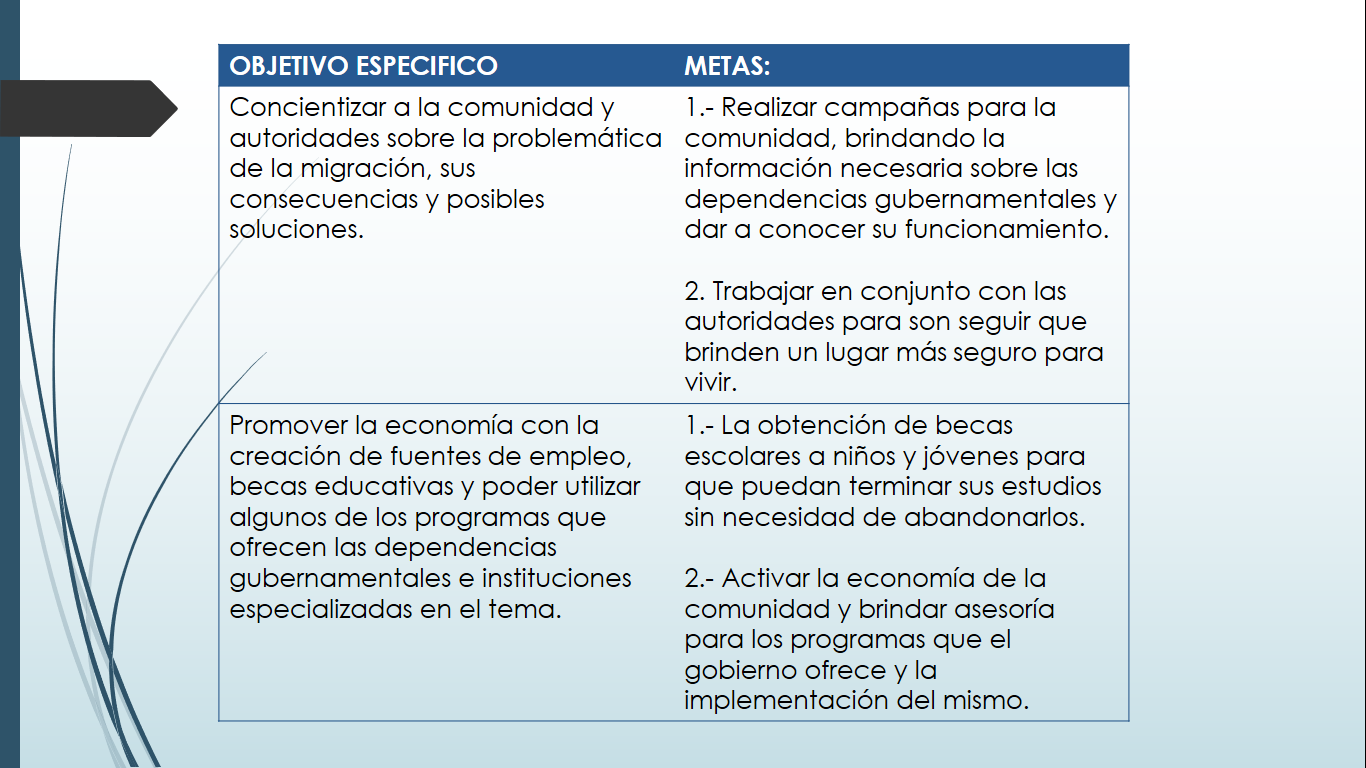 OBJETIVO ESPECIFICO
METAS:
Concientizar a la comunidad y
autoridades sobre la problemática
de la migración, sus
consecuencias y posibles
soluciones.
1.- Realizar campañas para la
comunidad, brindando la
información necesaria sobre las
dependencias gubernamentales y
dar a conocer su funcionamiento.
2. Trabajar en conjunto con las
autoridades para son seguir que
brinden un lugar más seguro para
vivir.
Promover la economía con la
creación de fuentes de empleo,
becas educativas y poder utilizar
algunos de los programas que
ofrecen las dependencias
gubernamentales e instituciones
especializadas en el tema.
1.- La obtención de becas
escolares a niños y jóvenes para
que puedan terminar sus estudios
sin necesidad de abandonarlos.
2.- Activar la economía de la
comunidad y brindar asesoría
para los programas que el
gobierno ofrece y la
implementación del mismo.